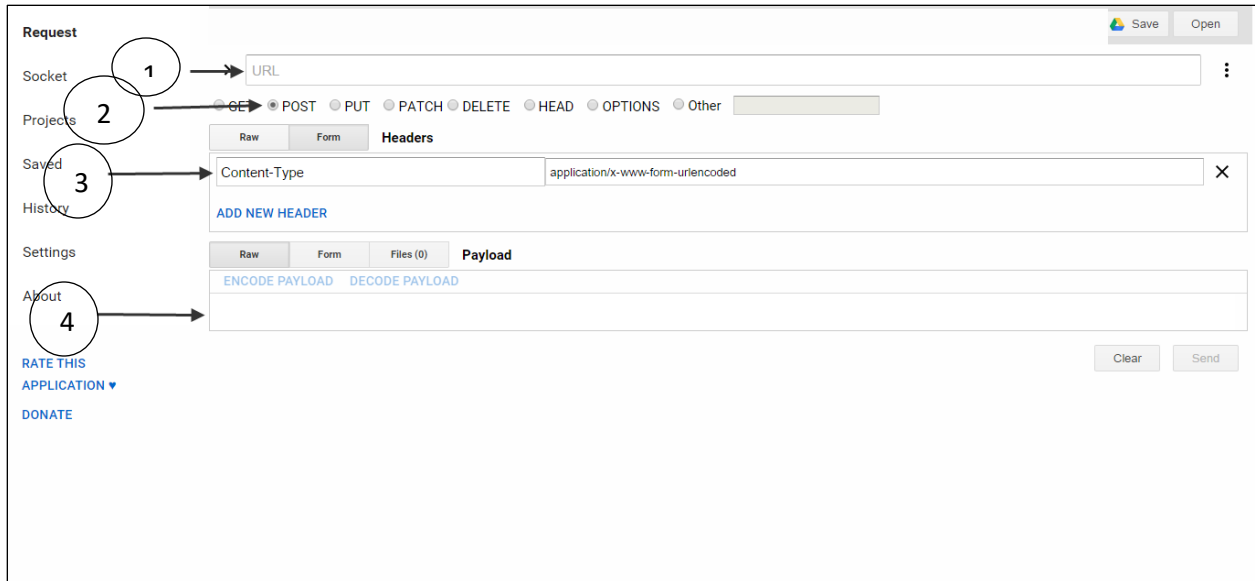 Request
Save Open
Socket
1
URL
2
GET POST PUT PATCH DELETE HEAD OPTIONS Other
Projects
Raw Form Headers
Saved
3
Content-Type application/x-www-form-urlencoded
History
ADD NEW HEADER
Settings
Raw Form Files (0) Payload
ENCODE PAYLOAD DECODE PAYLOAD
About
4
RATE THIS
APPLICATION ♥
Clear Send
DONATE